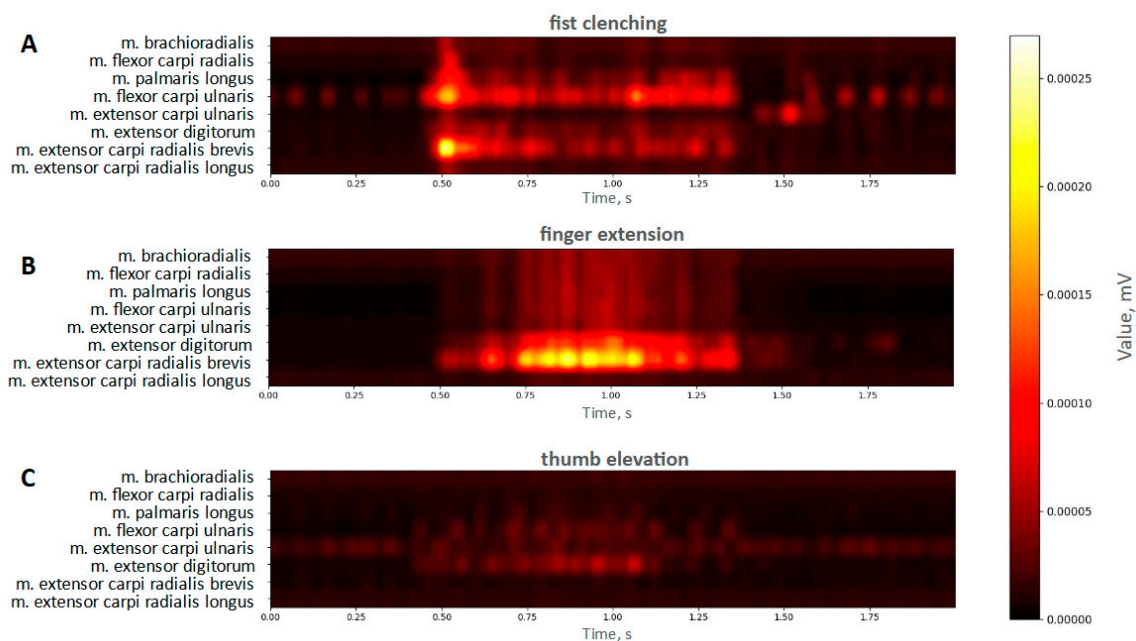 fist clenching
A
m. brachioradialis
m. flexor carpi radialis
m. palmaris longus
m. flexor carpi ulnaris
m. extensor carpi ulnaris
m. extensor digitorum
m. extensor carpi radialis brevis
m. extensor carpi radialis longus
0.00 0.25 0.50 0.75 1.00 1.25 1.50 1.75
Time, s
finger extension
B
m. brachioradialis
m. flexor carpi radialis
m. palmaris longus
m. flexor carpi ulnaris
m. extensor carpi ulnaris
m. extensor digitorum
m. extensor carpi radialis brevis
m. extensor carpi radialis longus
0.00 0.25 0.50 0.75 1.00 1.25 1.50 1.75
Time, s
thumb elevation
C
m. brachioradialis
m. flexor carpi radialis
m. palmaris longus
m. flexor carpi ulnaris
m. extensor carpi ulnaris
m. extensor digitorum
m. extensor carpi radialis brevis
m. extensor carpi radialis longus
0.00 0.25 0.50 0.75 1.00 1.25 1.50 1.75
Time, s
0.00025
0.00020
0.00015
0.00010
0.00005
0.00000
Value, mV